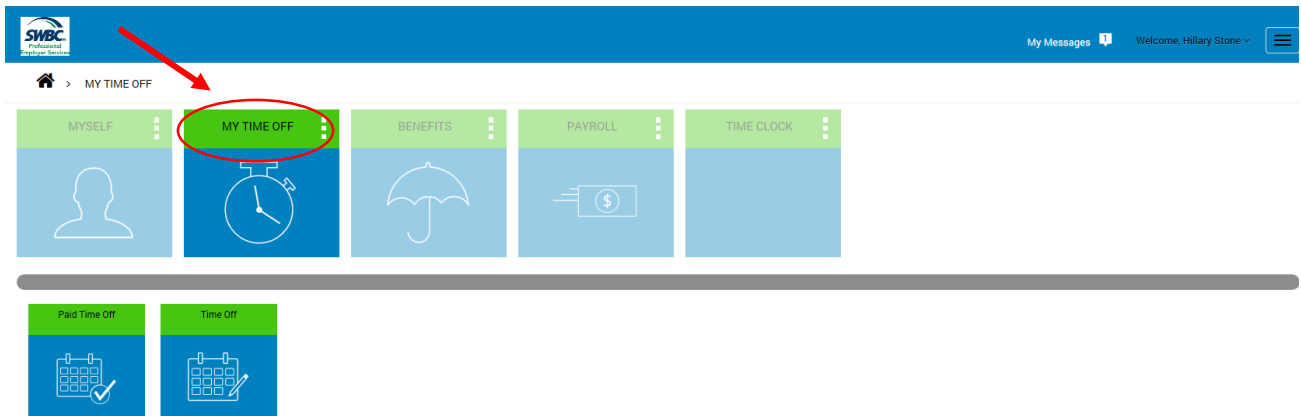 SWBC
Professional
Employer Services
My Messages 1 Welcome, Hillary Stone
> MY TIME OFF
MYSELF MY TIME OFF BENEFITS PAYROLL TIME CLOCK
$
Paid Time Off Time Off